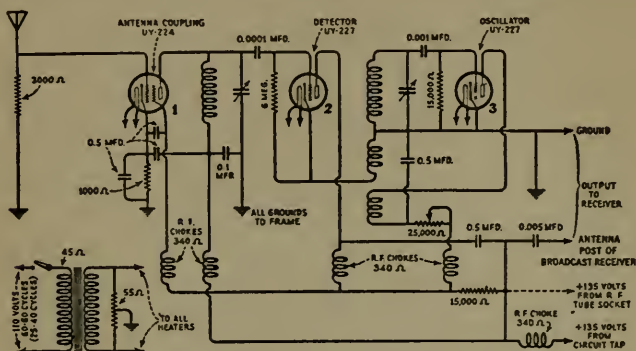 ANTENNA COUPLING
UY-224
0.0001 MFD.
DETECTOR
UY-227
0.001 MFD.
OSCILLATOR
UY-227
3000 Ω
1
6 MEG.
2
15,000 Ω
3
0.5 MFD.
1000 Ω
0.1
MFD.
0.5 MFD.
GROUND
ALL GROUNDS
TO FRAME
OUTPUT
TO
RECEIVER
R.F.
CHOKES
340 Ω
25,000 Ω
0.5 MFD.
0.005 MFD.
ANTENNA
POST OF
BROADCAST RECEIVER
R.F. CHOKES
340 Ω
45 Ω
110 VOLTS
60-60 CYCLES
(25-40 CYCLES)
55 Ω
TO ALL
HEATERS
15,000 Ω
+135 VOLTS
FROM R.F.
TUBE SOCKET
R.F. CHOKE
340 Ω
+135 VOLTS
FROM
CIRCUIT TAP